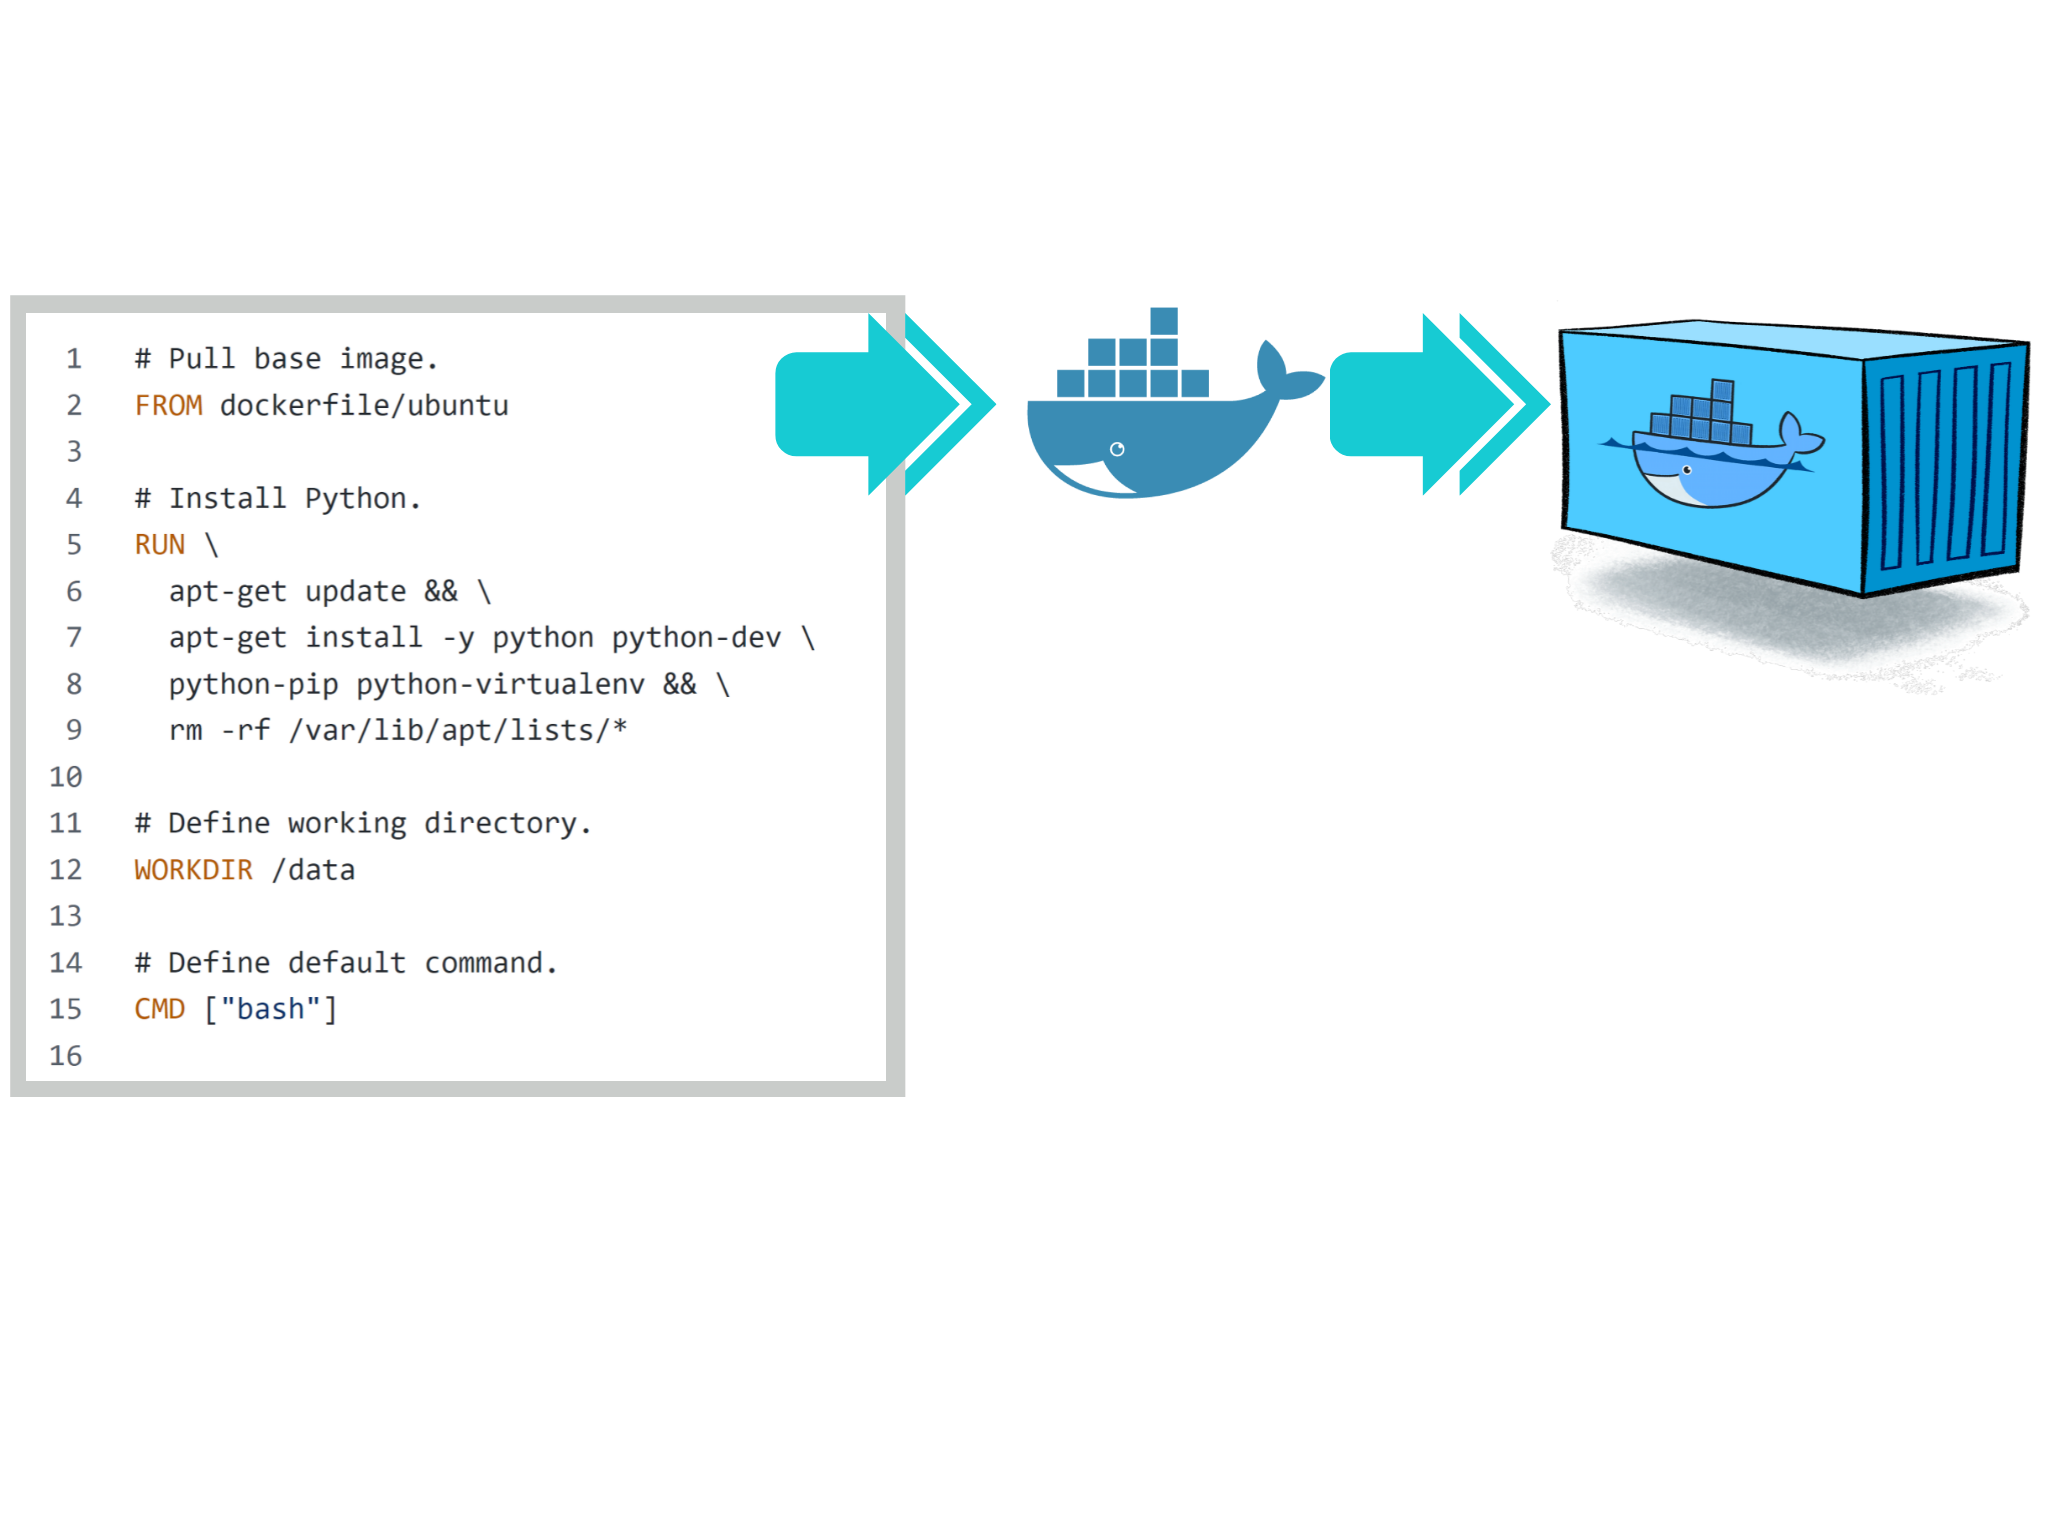 1 # Pull base image.
2 FROM dockerfile/ubuntu
3
4 # Install Python.
5 RUN \
6 apt-get update && \
7 apt-get install -y python python-dev \
8 python-pip python-virtualenv && \
9 rm -rf /var/lib/apt/lists/*
10
11 # Define working directory.
12 WORKDIR /data
13
14 # Define default command.
15 CMD ["bash"]
16